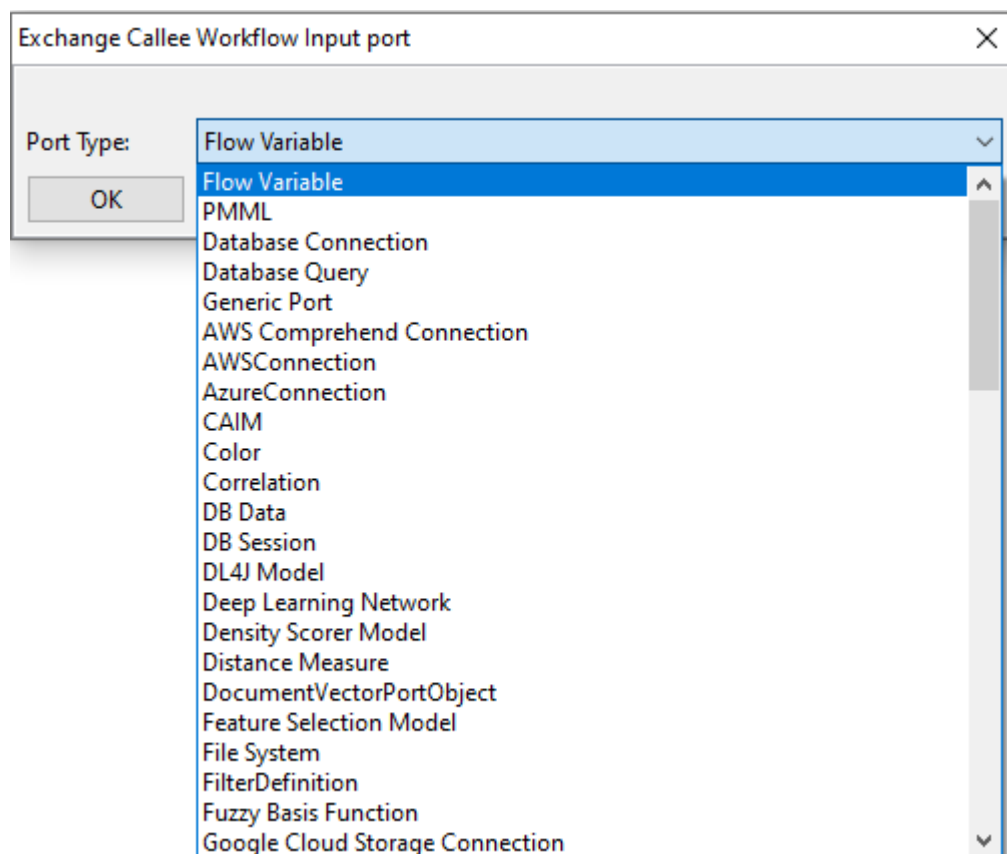 Exchange Callee Workflow Input port
Port Type: Flow Variable
OK
Flow Variable
PMML
Database Connection
Database Query
Generic Port
AWS Comprehend Connection
AWSConnection
AzureConnection
CAIM
Color
Correlation
DB Data
DB Session
DL4J Model
Deep Learning Network
Density Scorer Model
Distance Measure
DocumentVectorPortObject
Feature Selection Model
File System
FilterDefinition
Fuzzy Basis Function
Google Cloud Storage Connection